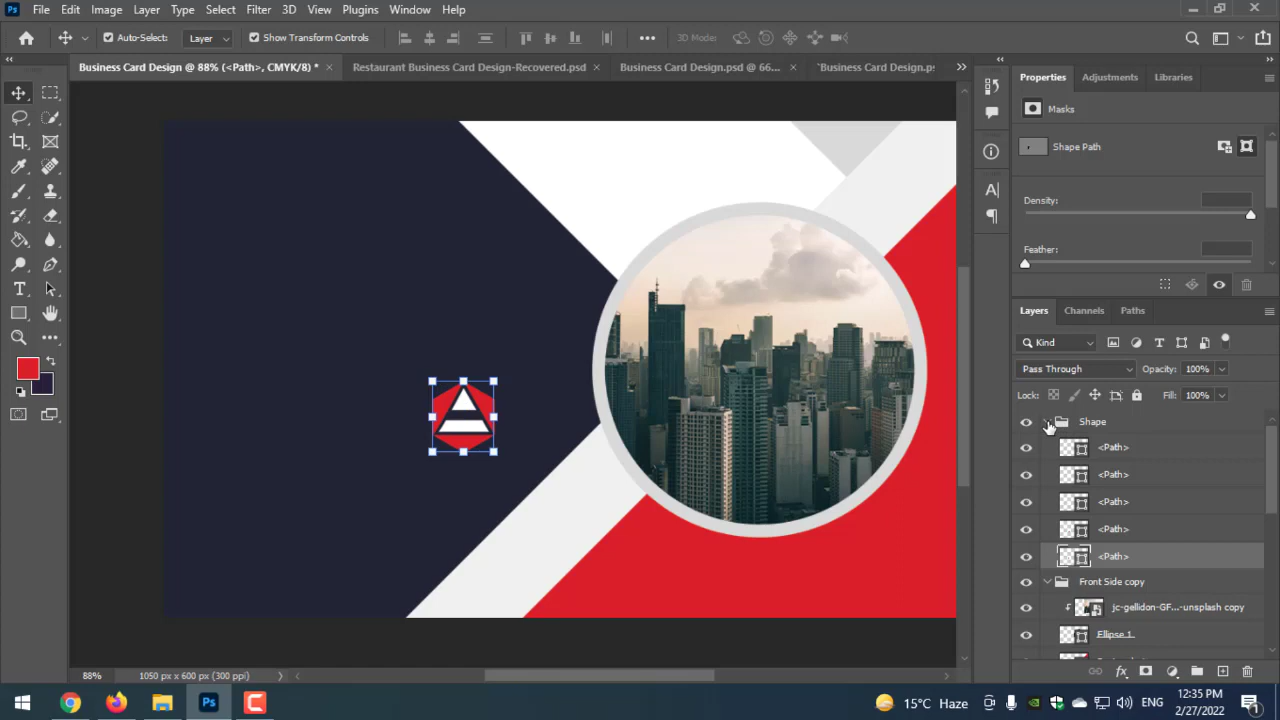 Ps File Edit Image Layer Type Select Filter 3D View Plugins Window Help
Auto-Select: Layer Show Transform Controls 3D Mode:
Business Card Design @ 88% (<Path>, CMYK/8) * Restaurant Business Card Design-Recovered.psd Business Card Design.psd @ 66... `Business Card Design.ps
Properties Adjustments Libraries
Masks
Shape Path
Density:
Feather:
Layers Channels Paths
Kind
Pass Through Opacity: 100%
Lock: Fill: 100%
Shape
<Path>
<Path>
<Path>
<Path>
<Path>
Front Side copy
jc-gellidon-GF...-unsplash copy
Ellipse 1
88% 1050 px x 600 px (300 ppi)
Ps 15°C Haze ENG 12:35 PM
2/27/2022